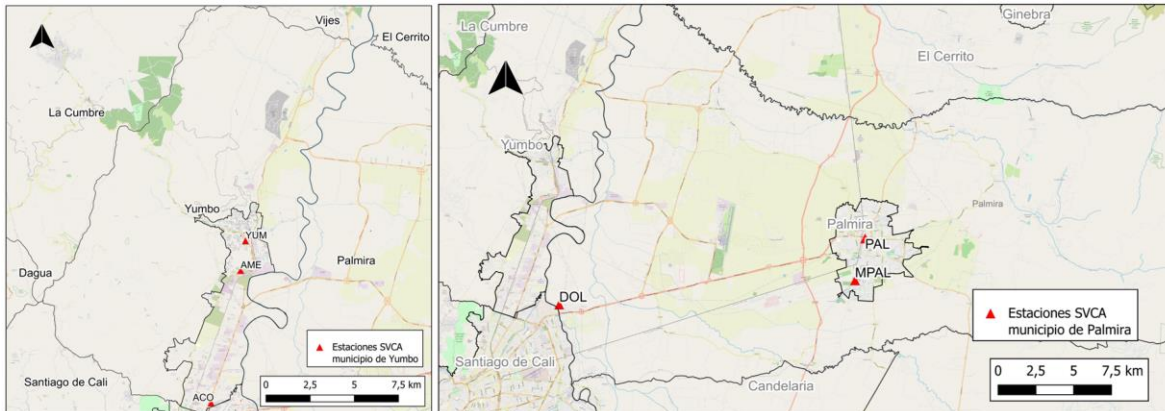 Vijes
El Cerrito
La Cumbre
Yumbo
YUM
AME
Dagua
Palmira
Santiago de Cali
ACO
Estaciones SVCA
municipio de Yumbo
0 2,5 5 7,5 km
Ginebra
La Cumbre
El Cerrito
Yumbo
Palmira
Palmira
PAL
MPAL
DOL
Santiago de Cali
Candelaria
Estaciones SVCA
municipio de Palmira
0 2,5 5 7,5 km